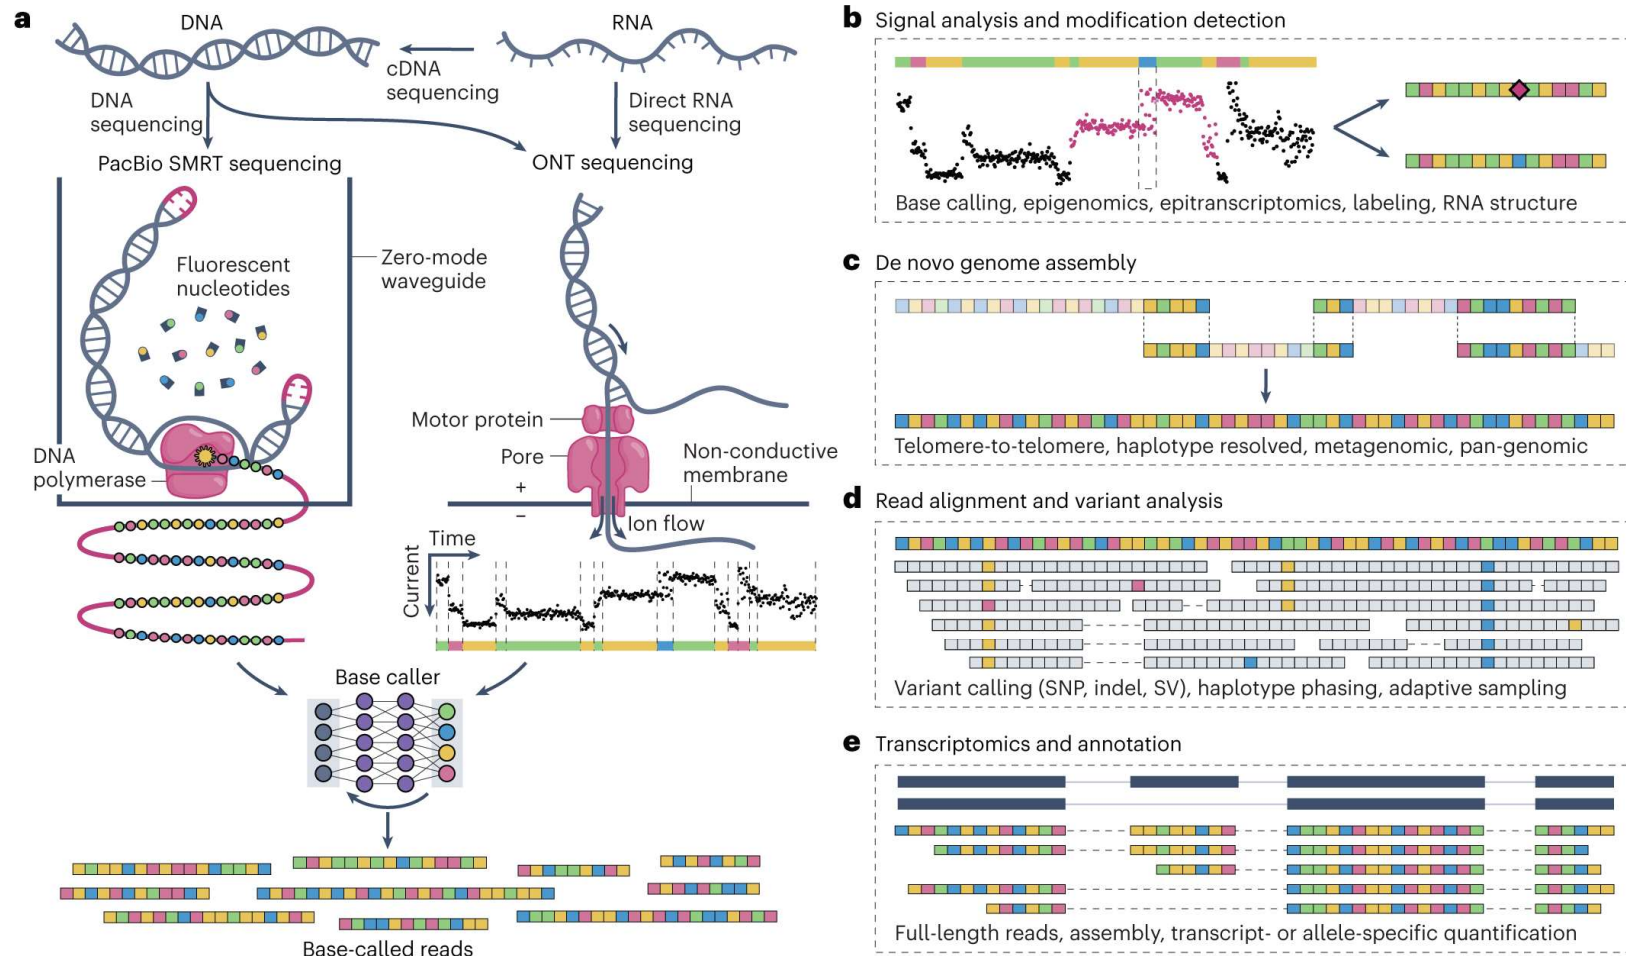 a
DNA
RNA
cDNA
sequencing
DNA
sequencing
Direct RNA
sequencing
PacBio SMRT sequencing
ONT sequencing
Fluorescent
nucleotides
Zero-mode
waveguide
DNA
polymerase
Motor protein
Pore
Non-conductive
membrane
+
−
Ion flow
Time
Current
Base caller
Base-called reads
b Signal analysis and modification detection
Base calling, epigenomics, epitranscriptomics, labeling, RNA structure
c De novo genome assembly
Telomere-to-telomere, haplotype resolved, metagenomic, pan-genomic
d Read alignment and variant analysis
Variant calling (SNP, indel, SV), haplotype phasing, adaptive sampling
e Transcriptomics and annotation
Full-length reads, assembly, transcript- or allele-specific quantification